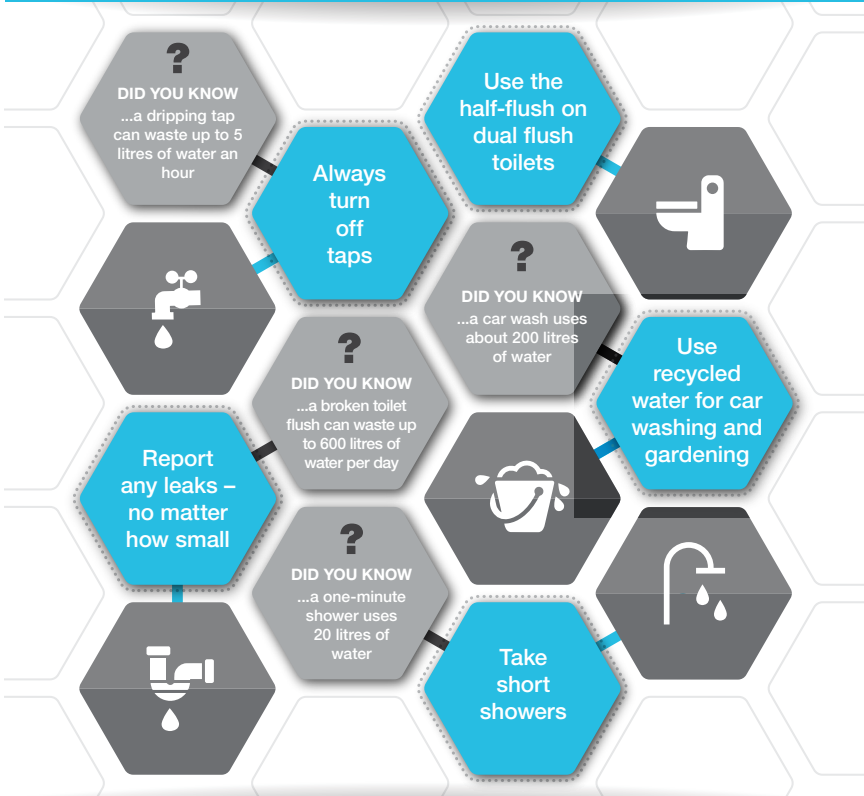 ?
DID YOU KNOW
...a dripping tap
can waste up to 5
litres of water an
hour
Always
turn
off
taps
Use the
half-flush on
dual flush
toilets
?
DID YOU KNOW
...a car wash uses
about 200 litres
of water
Use
recycled
water for car
washing and
gardening
?
DID YOU KNOW
...a broken toilet
flush can waste up
to 600 litres of
water per day
Report
any leaks –
no matter
how small
?
DID YOU KNOW
...a one-minute
shower uses
20 litres of
water
Take
short
showers